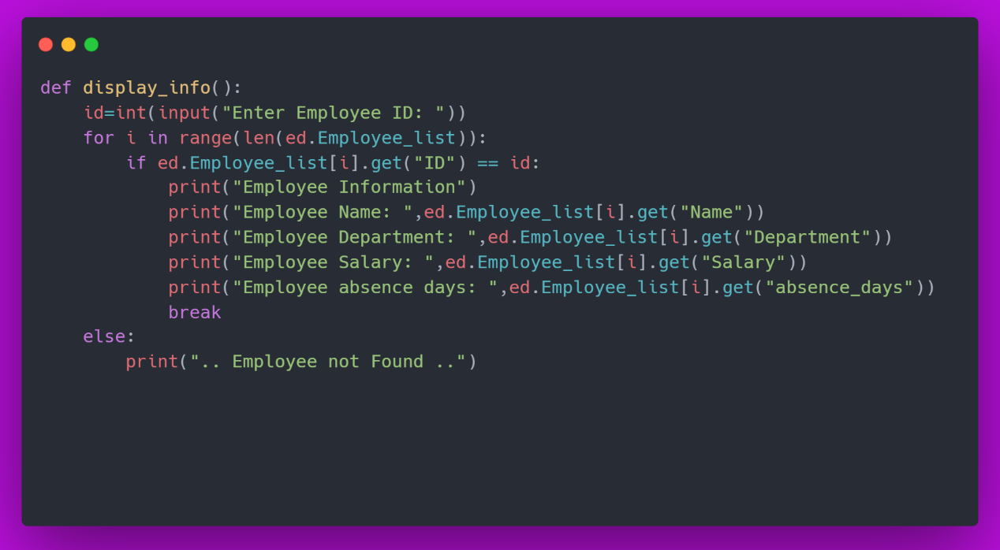 def display_info():
    id=int(input("Enter Employee ID: "))
    for i in range(len(ed.Employee_list)):
        if ed.Employee_list[i].get("ID") == id:
            print("Employee Information")
            print("Employee Name: ",ed.Employee_list[i].get("Name"))
            print("Employee Department: ",ed.Employee_list[i].get("Department"))
            print("Employee Salary: ",ed.Employee_list[i].get("Salary"))
            print("Employee absence days: ",ed.Employee_list[i].get("absence_days"))
            break
    else:
        print(".. Employee not Found ..")